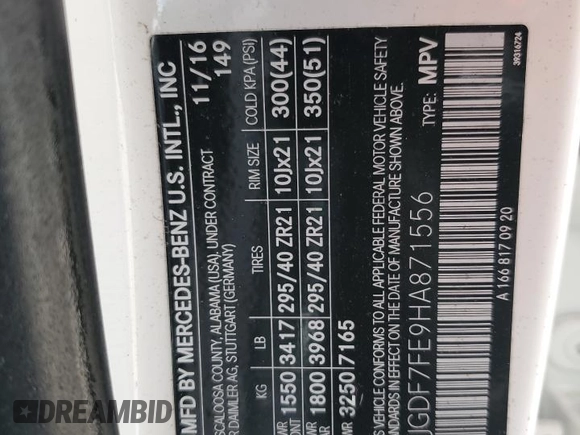 MFD BY MERCEDES-BENZ U.S. INTL., INC
SCALOOSA COUNTY, ALABAMA (USA), UNDER CONTRACT
DAIMLER AG, STUTTGART (GERMANY)
11/16
149
KG LB TIRES RIM SIZE COLD KPA.(PSI)
1550 3417 295/40 ZR21 10Jx21 300(44)
1800 3968 295/40 ZR21 10Jx21 350(51)
3250 7165
VEHICLE CONFORMS TO ALL APPLICABLE FEDERAL MOTOR VEHICLE SAFETY
STANDARDS IN EFFECT ON THE DATE OF MANUFACTURE SHOWN ABOVE.
JGDF7FE9HA871556 MPV
A 166 817 09 20
39316724
DREAMBID